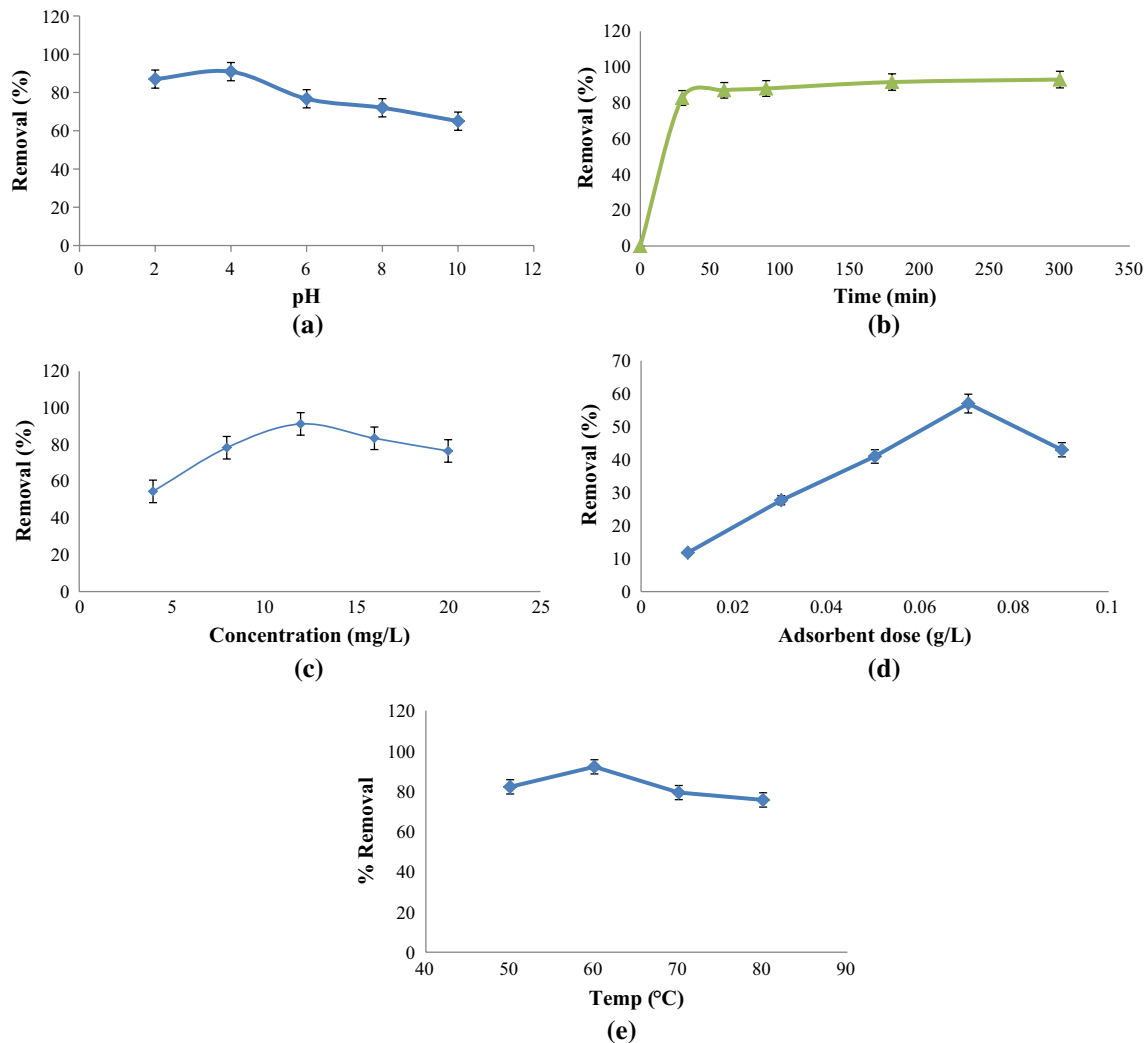 120
100
80
60
40
20
0
0 2 4 6 8 10 12
Removal (%)
pH
(a)
120
100
80
60
40
20
0
0 50 100 150 200 250 300 350
Removal (%)
Time (min)
(b)
120
100
80
60
40
20
0
0 5 10 15 20 25
Removal (%)
Concentration (mg/L)
(c)
70
60
50
40
30
20
10
0
0 0.02 0.04 0.06 0.08 0.1
Removal (%)
Adsorbent dose (g/L)
(d)
120
100
80
60
40
20
0
40 50 60 70 80 90
% Removal
Temp (°C)
(e)